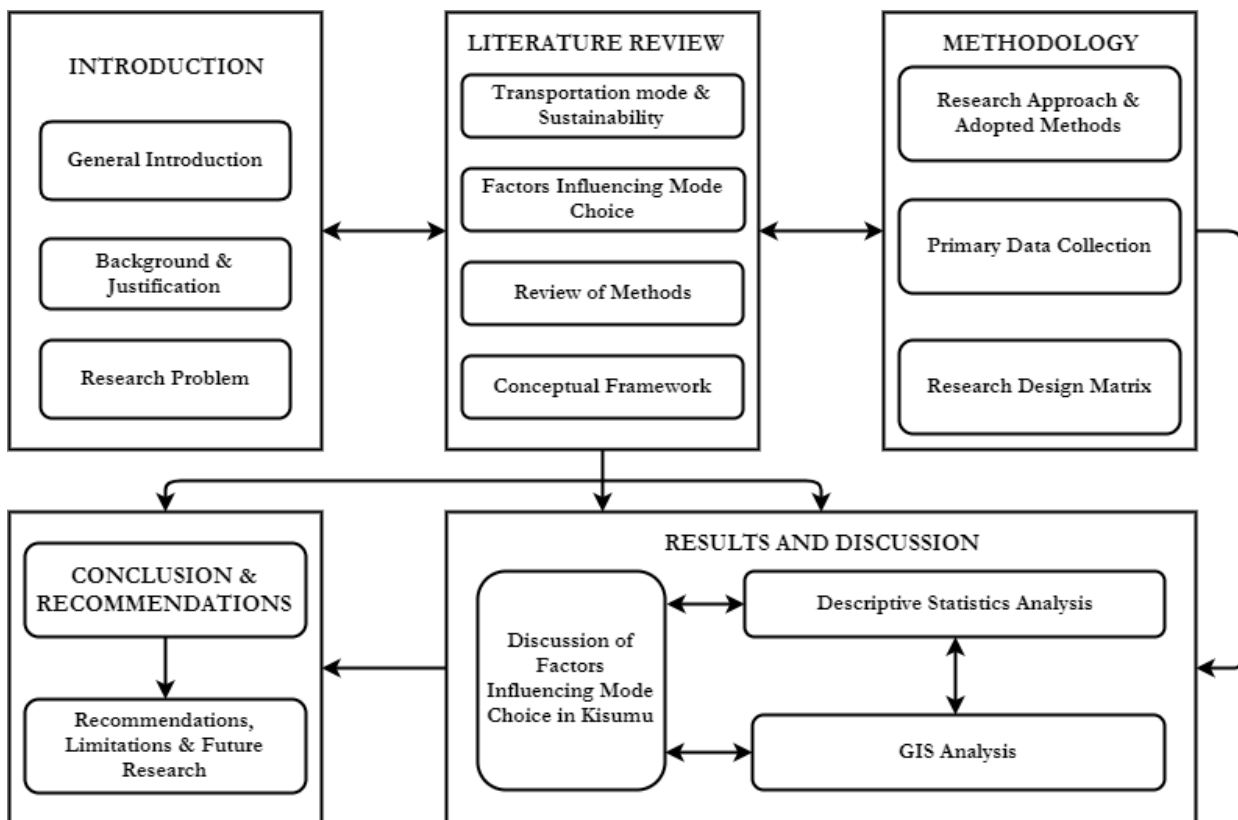 INTRODUCTION
General Introduction
Background &
Justification
Research Problem
LITERATURE REVIEW
Transportation mode &
Sustainability
Factors Influencing Mode
Choice
Review of Methods
Conceptual Framework
METHODOLOGY
Research Approach &
Adopted Methods
Primary Data Collection
Research Design Matrix
CONCLUSION &
RECOMMENDATIONS
Recommendations,
Limitations & Future
Research
RESULTS AND DISCUSSION
Discussion of
Factors
Influencing Mode
Choice in Kisumu
Descriptive Statistics Analysis
GIS Analysis